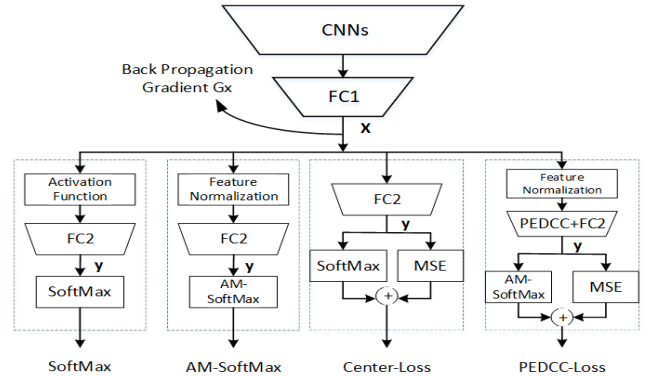 CNNs
Back Propagation
Gradient Gx
FC1
X
Activation
Function
FC2
y
SoftMax
SoftMax
Feature
Normalization
FC2
y
AM-
SoftMax
AM-SoftMax
FC2
y
SoftMax
MSE
+
Center-Loss
Feature
Normalization
PEDCC+FC2
y
AM-
SoftMax
MSE
+
PEDCC-Loss